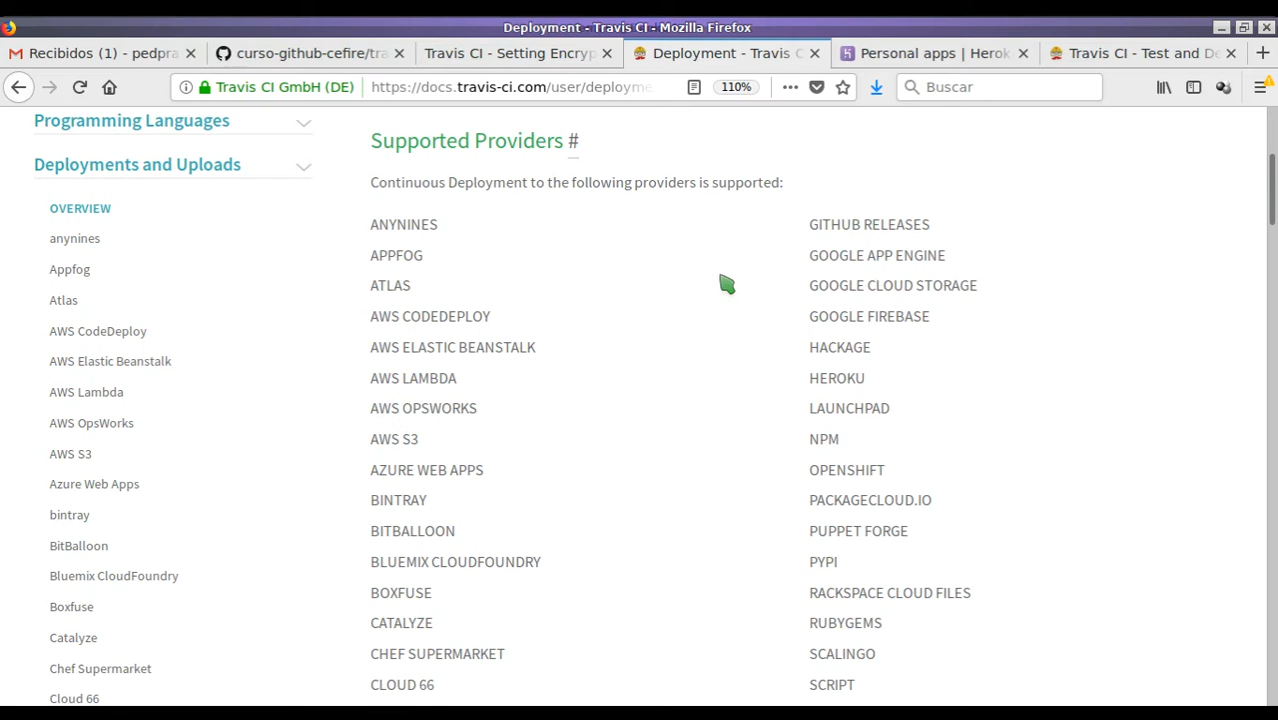 Deployment - Travis CI - Mozilla Firefox
Recibidos (1) - pedpra
curso-github-cefire/tra
Travis CI - Setting Encryp
Deployment - Travis C
Personal apps | Herok
Travis CI - Test and De
Travis CI GmbH (DE)
https://docs.travis-ci.com/user/deployme
110%
Buscar
Programming Languages
Deployments and Uploads
OVERVIEW
anynines
Appfog
Atlas
AWS CodeDeploy
AWS Elastic Beanstalk
AWS Lambda
AWS OpsWorks
AWS S3
Azure Web Apps
bintray
BitBalloon
Bluemix CloudFoundry
Boxfuse
Catalyze
Chef Supermarket
Cloud 66
Supported Providers #
Continuous Deployment to the following providers is supported:
ANYNINES
APPFOG
ATLAS
AWS CODEDEPLOY
AWS ELASTIC BEANSTALK
AWS LAMBDA
AWS OPSWORKS
AWS S3
AZURE WEB APPS
BINTRAY
BITBALLOON
BLUEMIX CLOUDFOUNDRY
BOXFUSE
CATALYZE
CHEF SUPERMARKET
CLOUD 66
GITHUB RELEASES
GOOGLE APP ENGINE
GOOGLE CLOUD STORAGE
GOOGLE FIREBASE
HACKAGE
HEROKU
LAUNCHPAD
NPM
OPENSHIFT
PACKAGECLOUD.IO
PUPPET FORGE
PYPI
RACKSPACE CLOUD FILES
RUBYGEMS
SCALINGO
SCRIPT